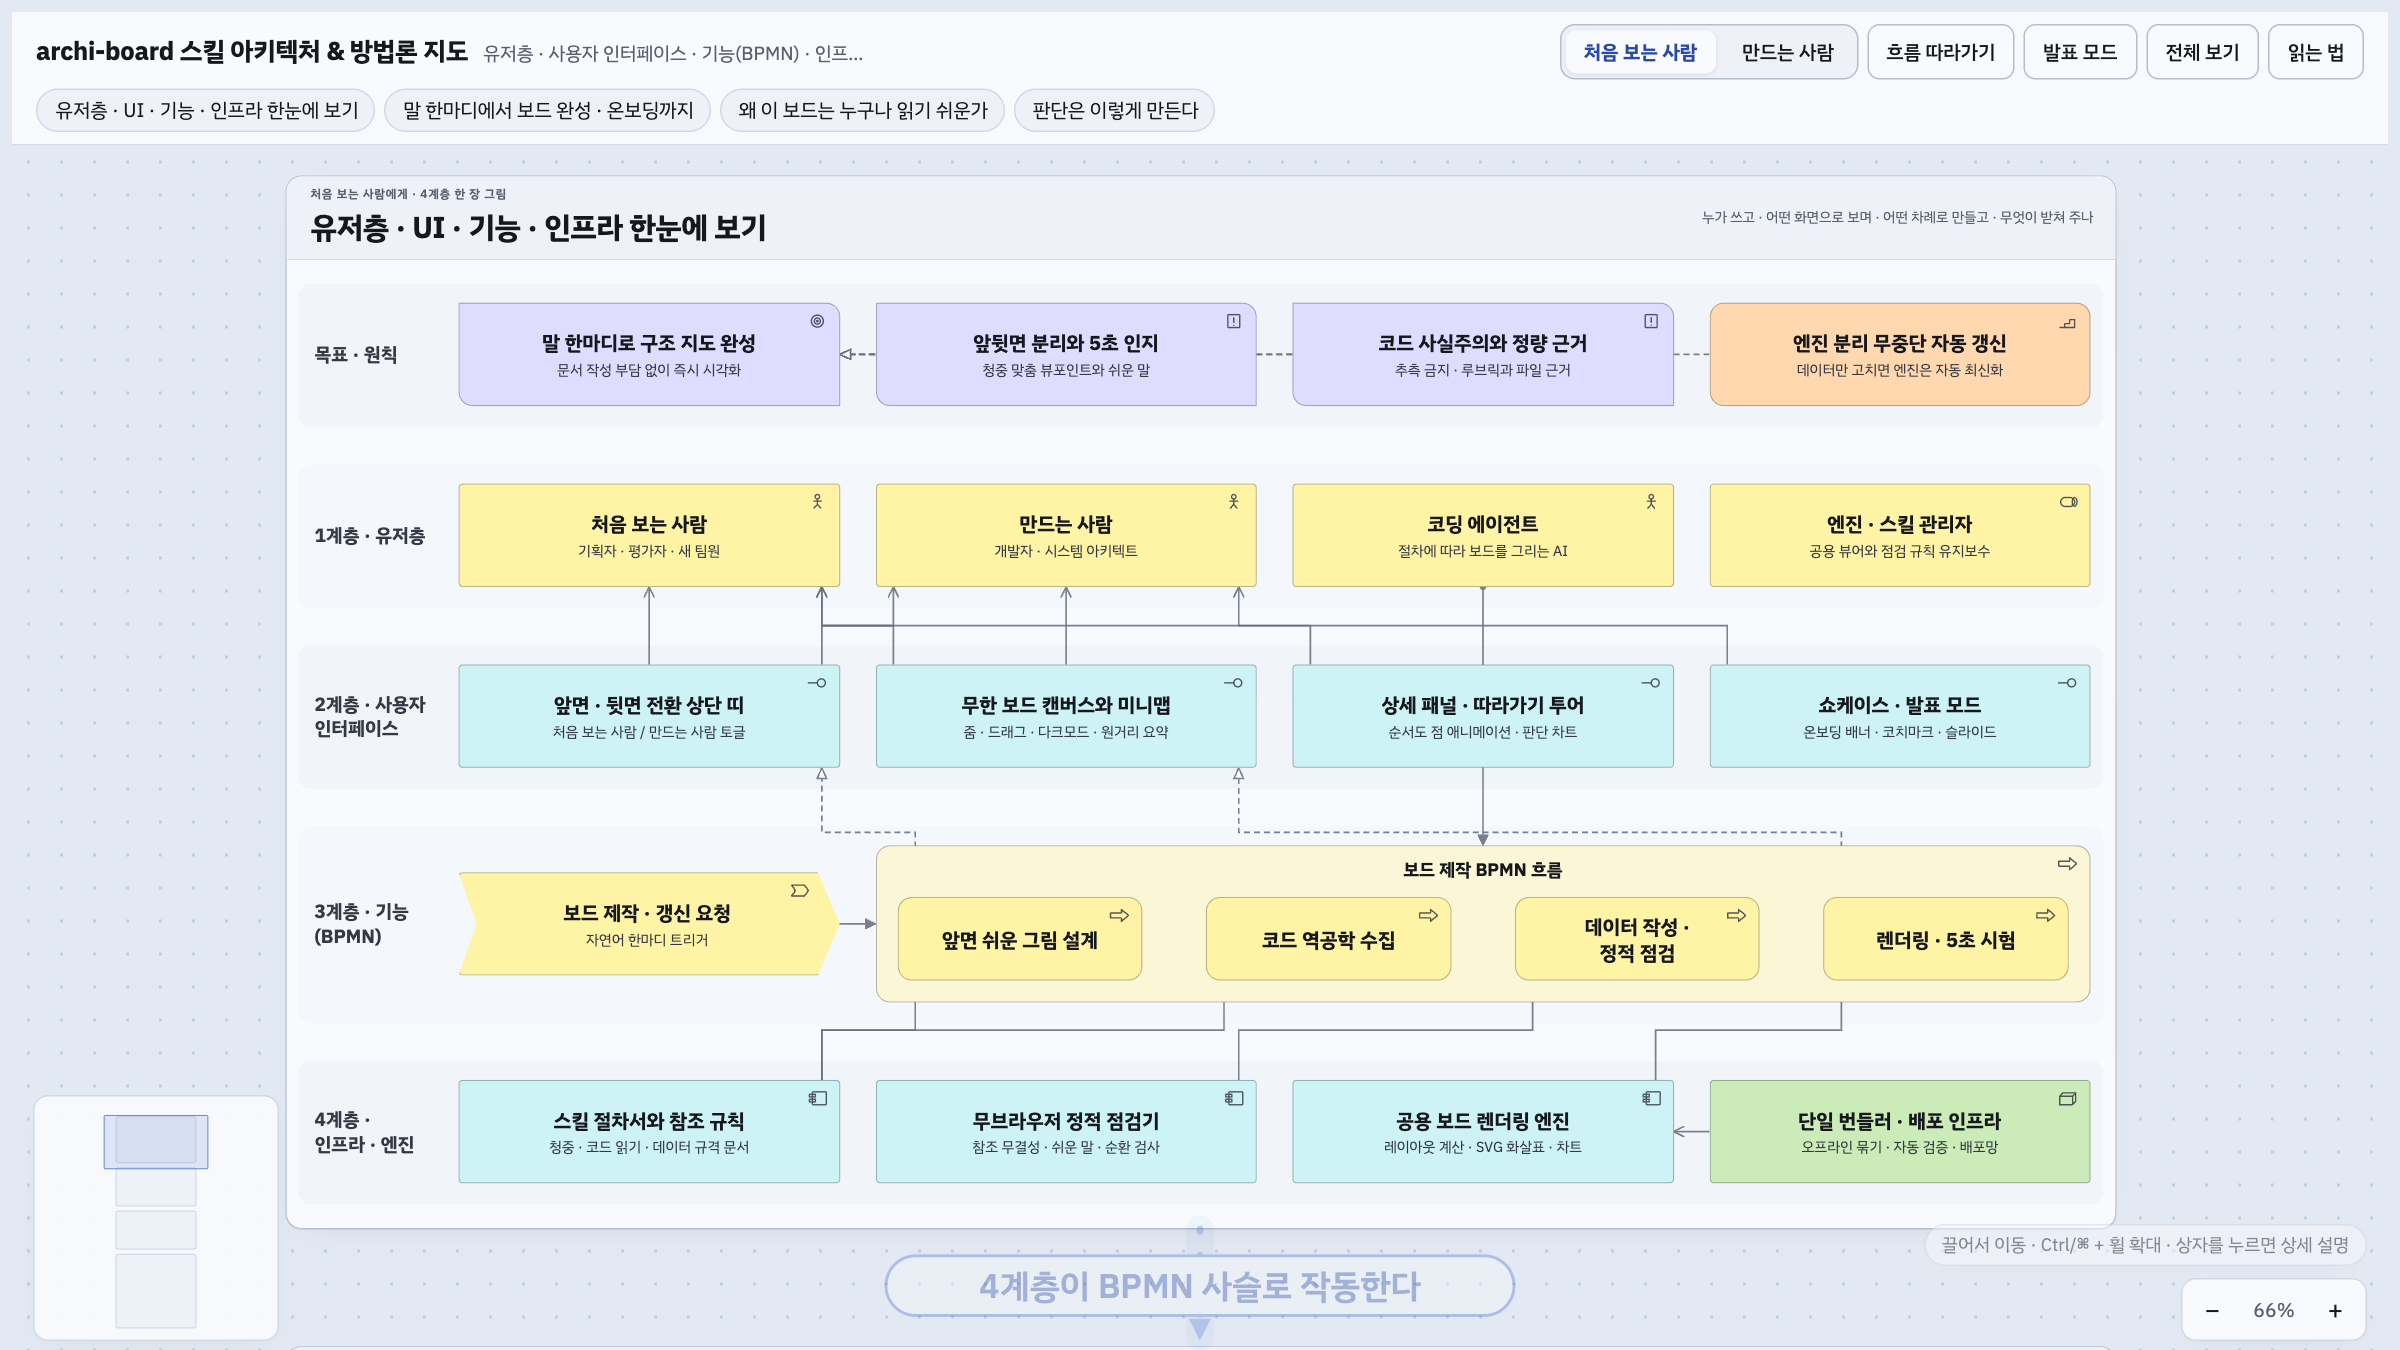 archi-board 스킬 아키텍처 & 방법론 지도
유저층 · 사용자 인터페이스 · 기능(BPMN) · 인프...
처음 보는 사람
만드는 사람
흐름 따라가기
발표 모드
전체 보기
읽는 법
유저층 · UI · 기능 · 인프라 한눈에 보기
말 한마디에서 보드 완성 · 온보딩까지
왜 이 보드는 누구나 읽기 쉬운가
판단은 이렇게 만든다
처음 보는 사람에게 · 4계층 한 장 그림
유저층 · UI · 기능 · 인프라 한눈에 보기
누가 쓰고 · 어떤 화면으로 보며 · 어떤 차례로 만들고 · 무엇이 받쳐 주나
목표 · 원칙
말 한마디로 구조 지도 완성
문서 작성 부담 없이 즉시 시각화
앞뒷면 분리와 5초 인지
청중 맞춤 뷰포인트와 쉬운 말
코드 사실주의와 정량 근거
추측 금지 · 루브릭과 파일 근거
엔진 분리 무중단 자동 갱신
데이터만 고치면 엔진은 자동 최신화
1계층 · 유저층
처음 보는 사람
기획자 · 평가자 · 새 팀원
만드는 사람
개발자 · 시스템 아키텍트
코딩 에이전트
절차에 따라 보드를 그리는 AI
엔진 · 스킬 관리자
공용 뷰어와 점검 규칙 유지보수
2계층 · 사용자
인터페이스
앞면 · 뒷면 전환 상단 띠
처음 보는 사람 / 만드는 사람 토글
무한 보드 캔버스와 미니맵
줌 · 드래그 · 다크모드 · 원거리 요약
상세 패널 · 따라가기 투어
순서도 점 애니메이션 · 판단 차트
쇼케이스 · 발표 모드
온보딩 배너 · 코치마크 · 슬라이드
3계층 · 기능
(BPMN)
보드 제작 · 갱신 요청
자연어 한마디 트리거
보드 제작 BPMN 흐름
앞면 쉬운 그림 설계
코드 역공학 수집
데이터 작성 ·
정적 점검
렌더링 · 5초 시험
4계층 ·
인프라 · 엔진
스킬 절차서와 참조 규칙
청중 · 코드 읽기 · 데이터 규격 문서
무브라우저 정적 점검기
참조 무결성 · 쉬운 말 · 순환 검사
공용 보드 렌더링 엔진
레이아웃 계산 · SVG 화살표 · 차트
단일 번들러 · 배포 인프라
오프라인 묶기 · 자동 검증 · 배포망
4계층이 BPMN 사슬로 작동한다
끌어서 이동 · Ctrl/⌘ + 휠 확대 · 상자를 누르면 상세 설명
− 66% +